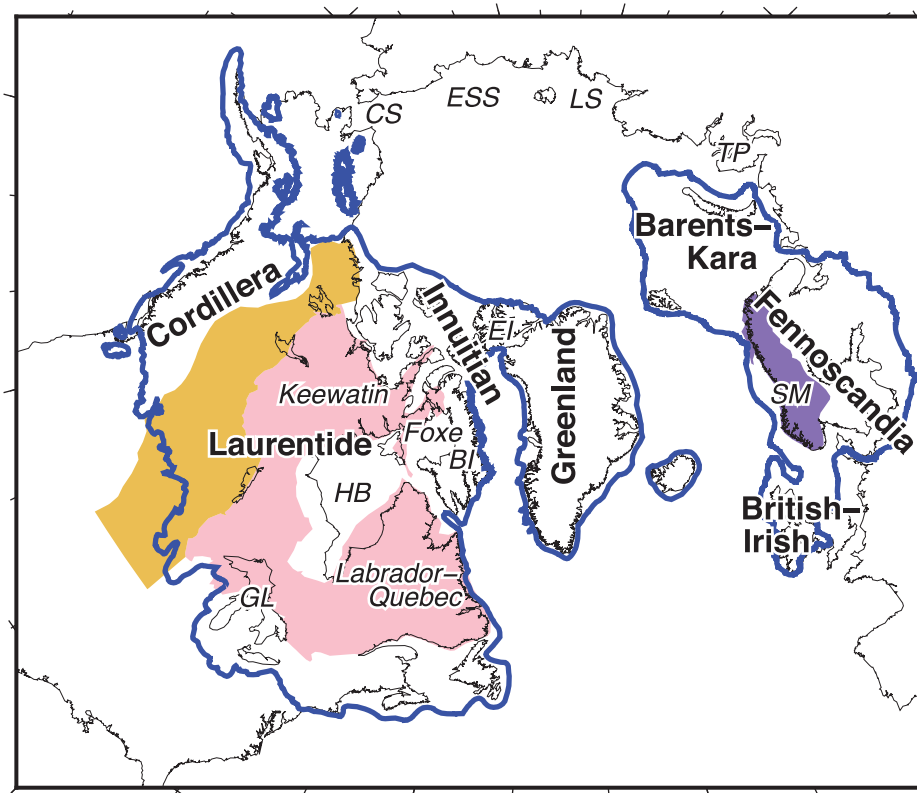 CS
ESS
LS
TP
Barents–
Kara
Cordillera
Innuitian
EI
Greenland
Fennoscandia
SM
Keewatin
Laurentide
Foxe
BI
HB
British–
Irish
Labrador–
Quebec
GL